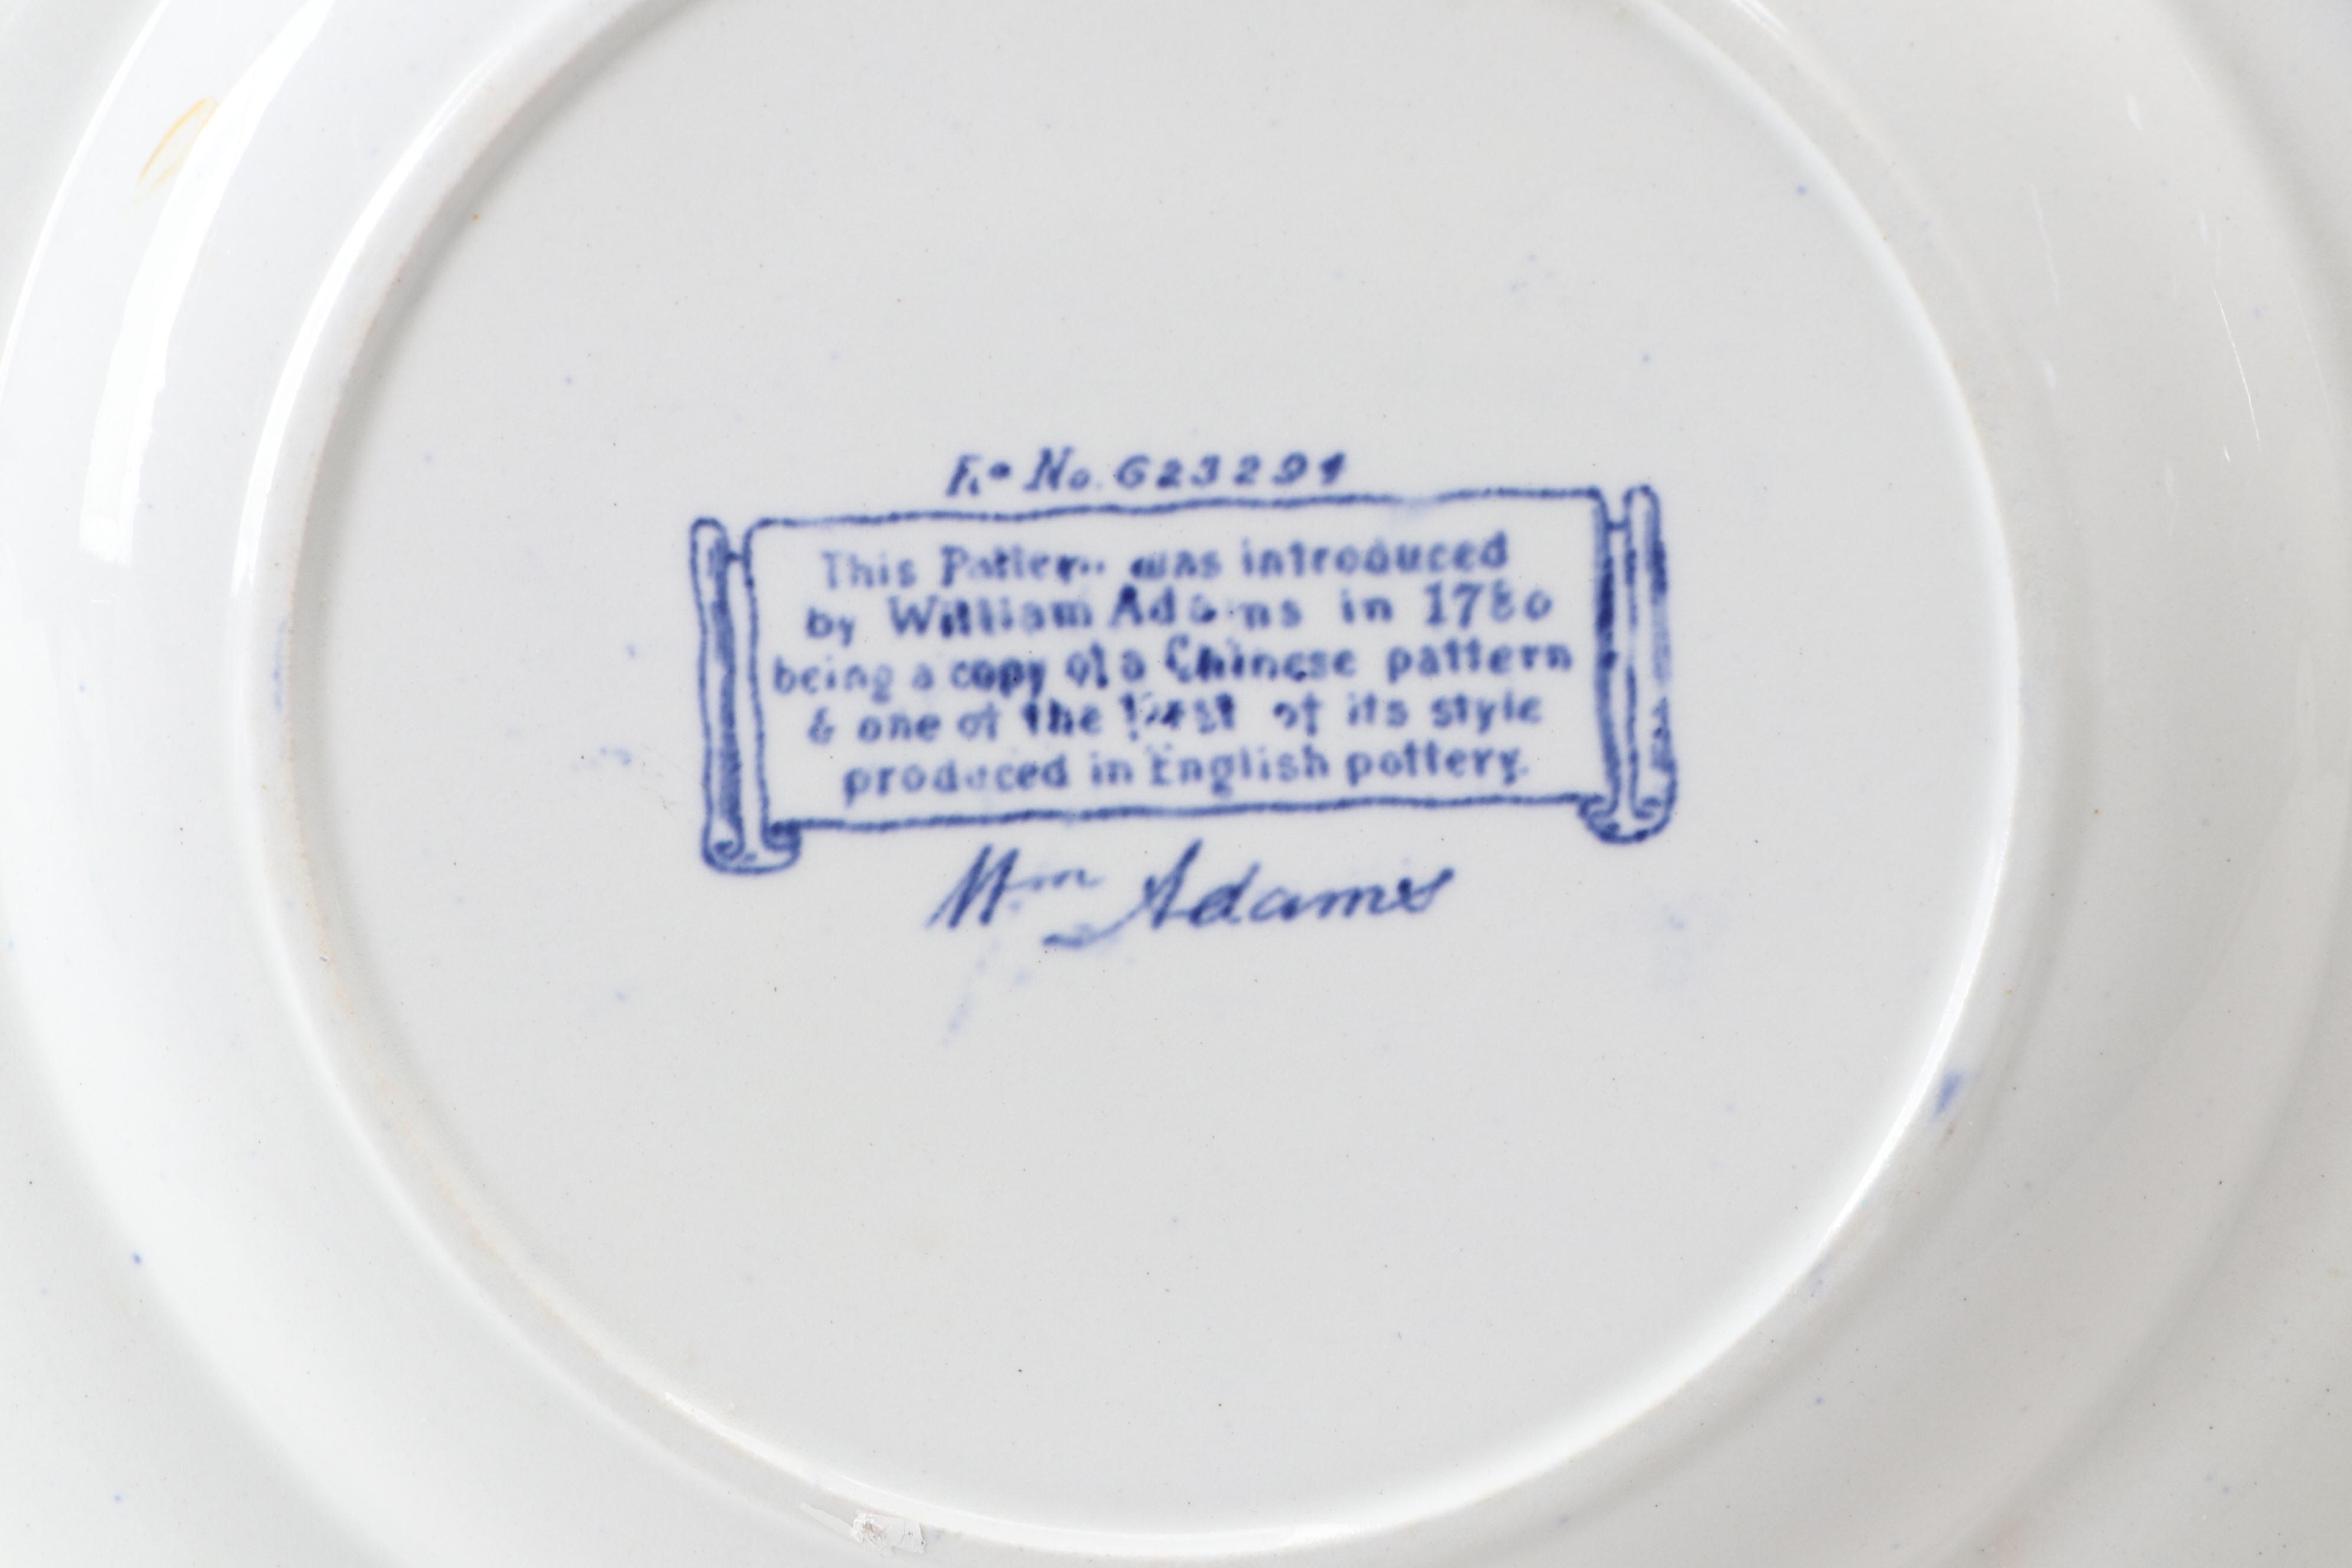 Rᵈ No. 623294
This Pattern was introduced
by William Adams in 1780
being a copy of a Chinese pattern
& one of the first of its style
produced in English pottery.
Wm Adams